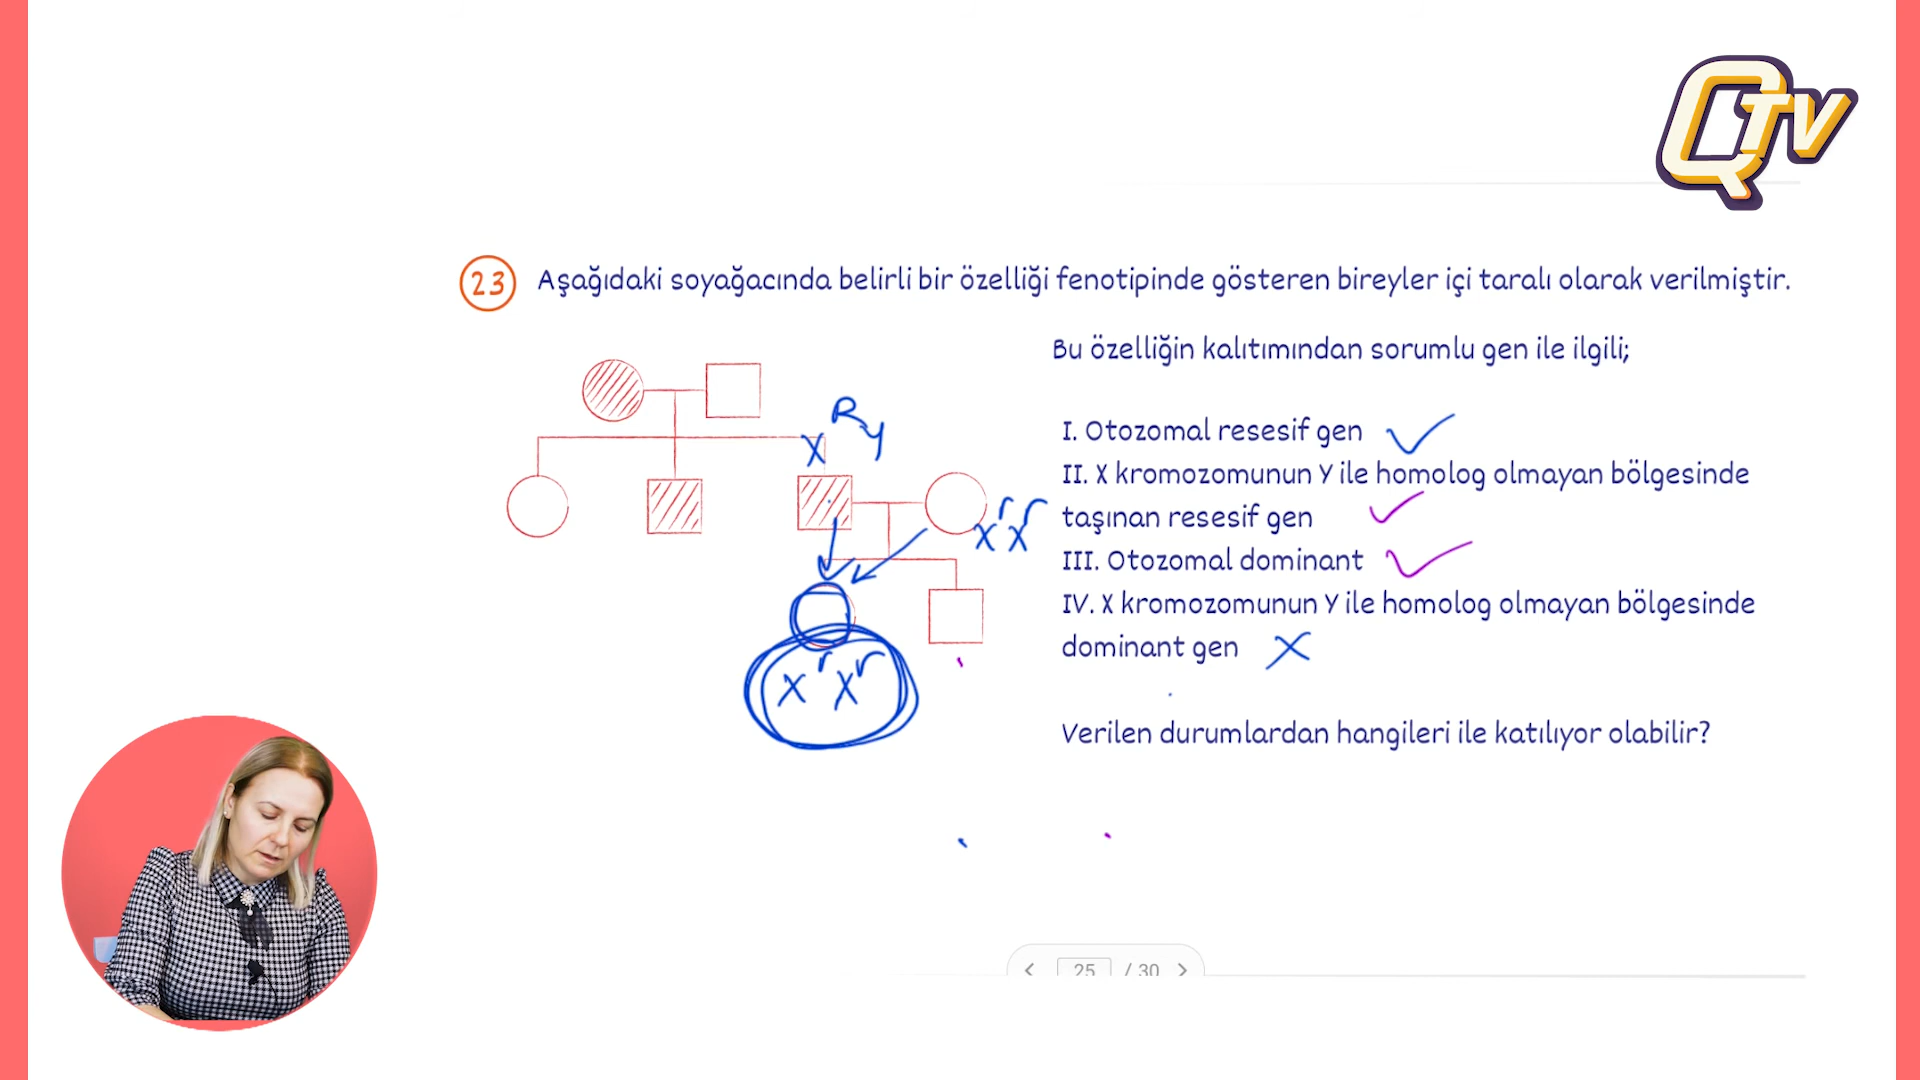 QTV
23 Aşağıdaki soyağacında belirli bir özelliği fenotipinde gösteren bireyler içi taralı olarak verilmiştir.
Bu özelliğin kalıtımından sorumlu gen ile ilgili;
I. Otozomal resesif gen
II. X kromozomunun Y ile homolog olmayan bölgesinde
taşınan resesif gen
III. Otozomal dominant
IV. X kromozomunun Y ile homolog olmayan bölgesinde
dominant gen
Verilen durumlardan hangileri ile katılıyor olabilir?
X R y
X r X r
X r X r
25 / 30